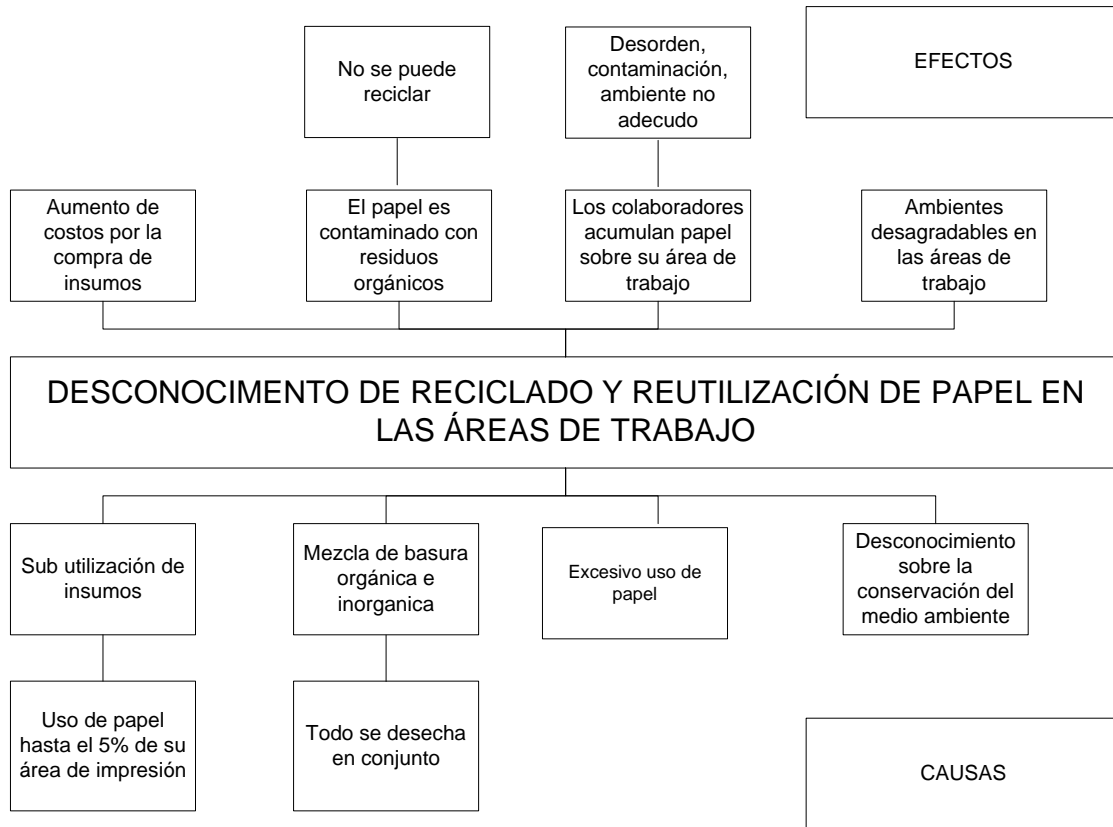 No se puede
reciclar
Desorden,
contaminación,
ambiente no
adecudo
EFECTOS
Aumento de
costos por la
compra de
insumos
El papel es
contaminado con
residuos
orgánicos
Los colaboradores
acumulan papel
sobre su área de
trabajo
Ambientes
desagradables en
las áreas de
trabajo
DESCONOCIMENTO DE RECICLADO Y REUTILIZACIÓN DE PAPEL EN
LAS ÁREAS DE TRABAJO
Sub utilización de
insumos
Mezcla de basura
orgánica e
inorganica
Excesivo uso de
papel
Desconocimiento
sobre la
conservación del
medio ambiente
Uso de papel
hasta el 5% de su
área de impresión
Todo se desecha
en conjunto
CAUSAS